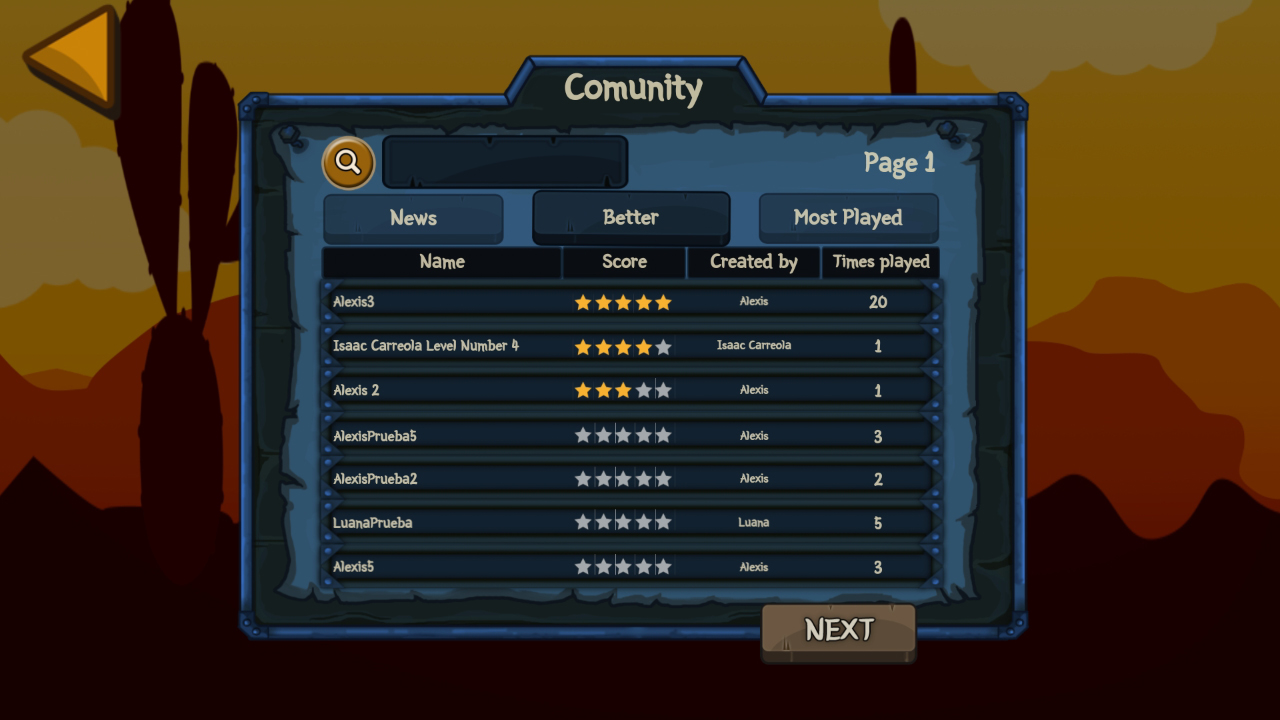 Comunity
Page 1
News Better Most Played
Name Score Created by Times played
Alexis3 Alexis 20
Isaac Carreola Level Number 4 Isaac Carreola 1
Alexis 2 Alexis 1
AlexisPrueba5 Alexis 3
AlexisPrueba2 Alexis 2
LuanaPrueba Luana 5
Alexis5 Alexis 3
NEXT